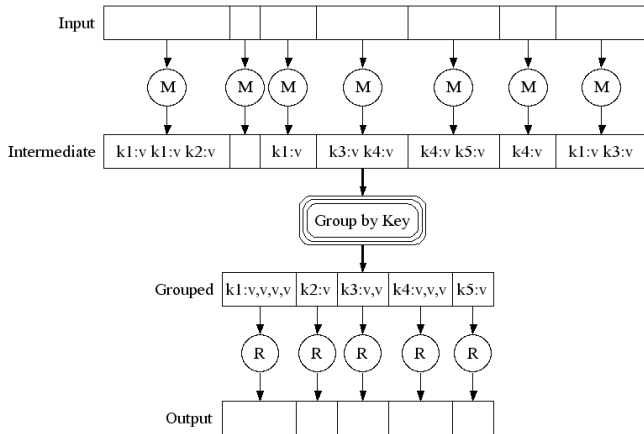 Input
M M M M M M M
Intermediate k1:v k1:v k2:v k1:v k3:v k4:v k4:v k5:v k4:v k1:v k3:v
Group by Key
Grouped k1:v,v,v,v k2:v k3:v,v k4:v,v,v k5:v
R R R R R
Output